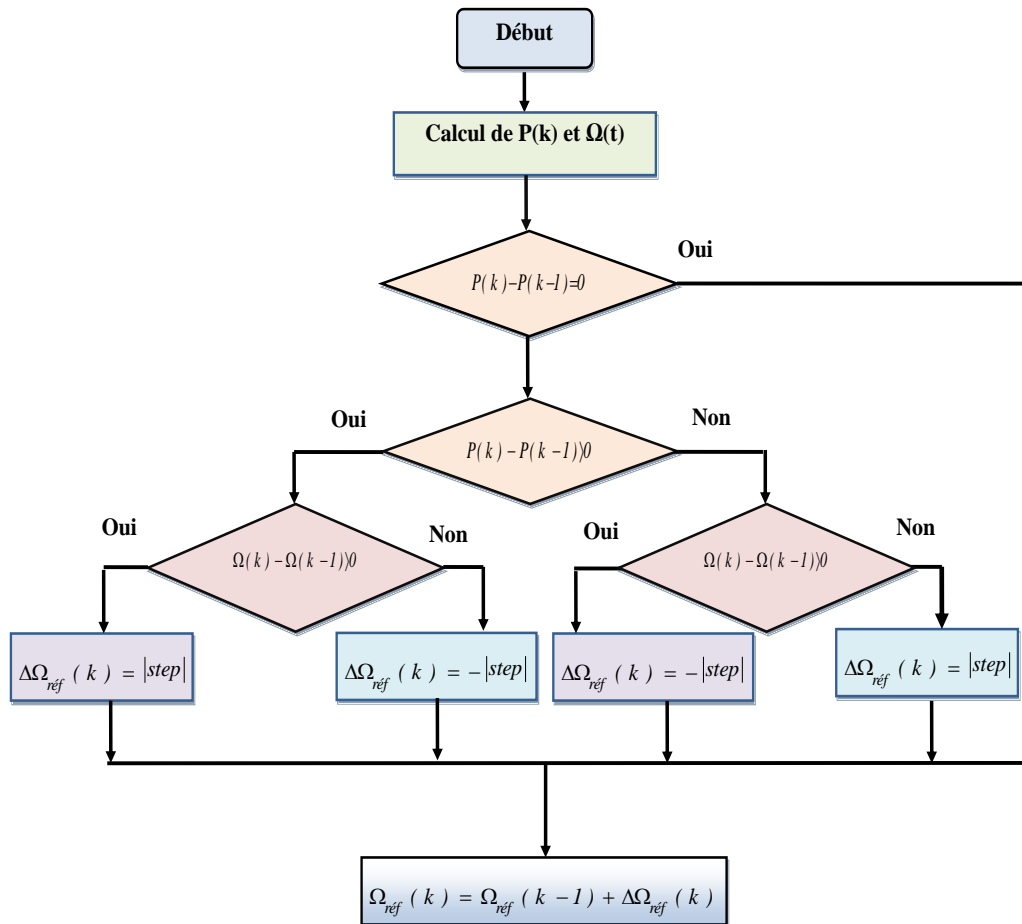 Début
Calcul de P(k) et Ω(t)
Oui
P(k)−P(k−1)=0
Oui
Non
P(k)−P(k−1)⟩0
Oui
Non
Oui
Non
Ω(k)−Ω(k−1)⟩0
Ω(k)−Ω(k−1)⟩0
ΔΩréf(k) = |step|
ΔΩréf(k) = −|step|
ΔΩréf(k) = −|step|
ΔΩréf(k) = |step|
Ωréf(k) = Ωréf(k−1) + ΔΩréf(k)